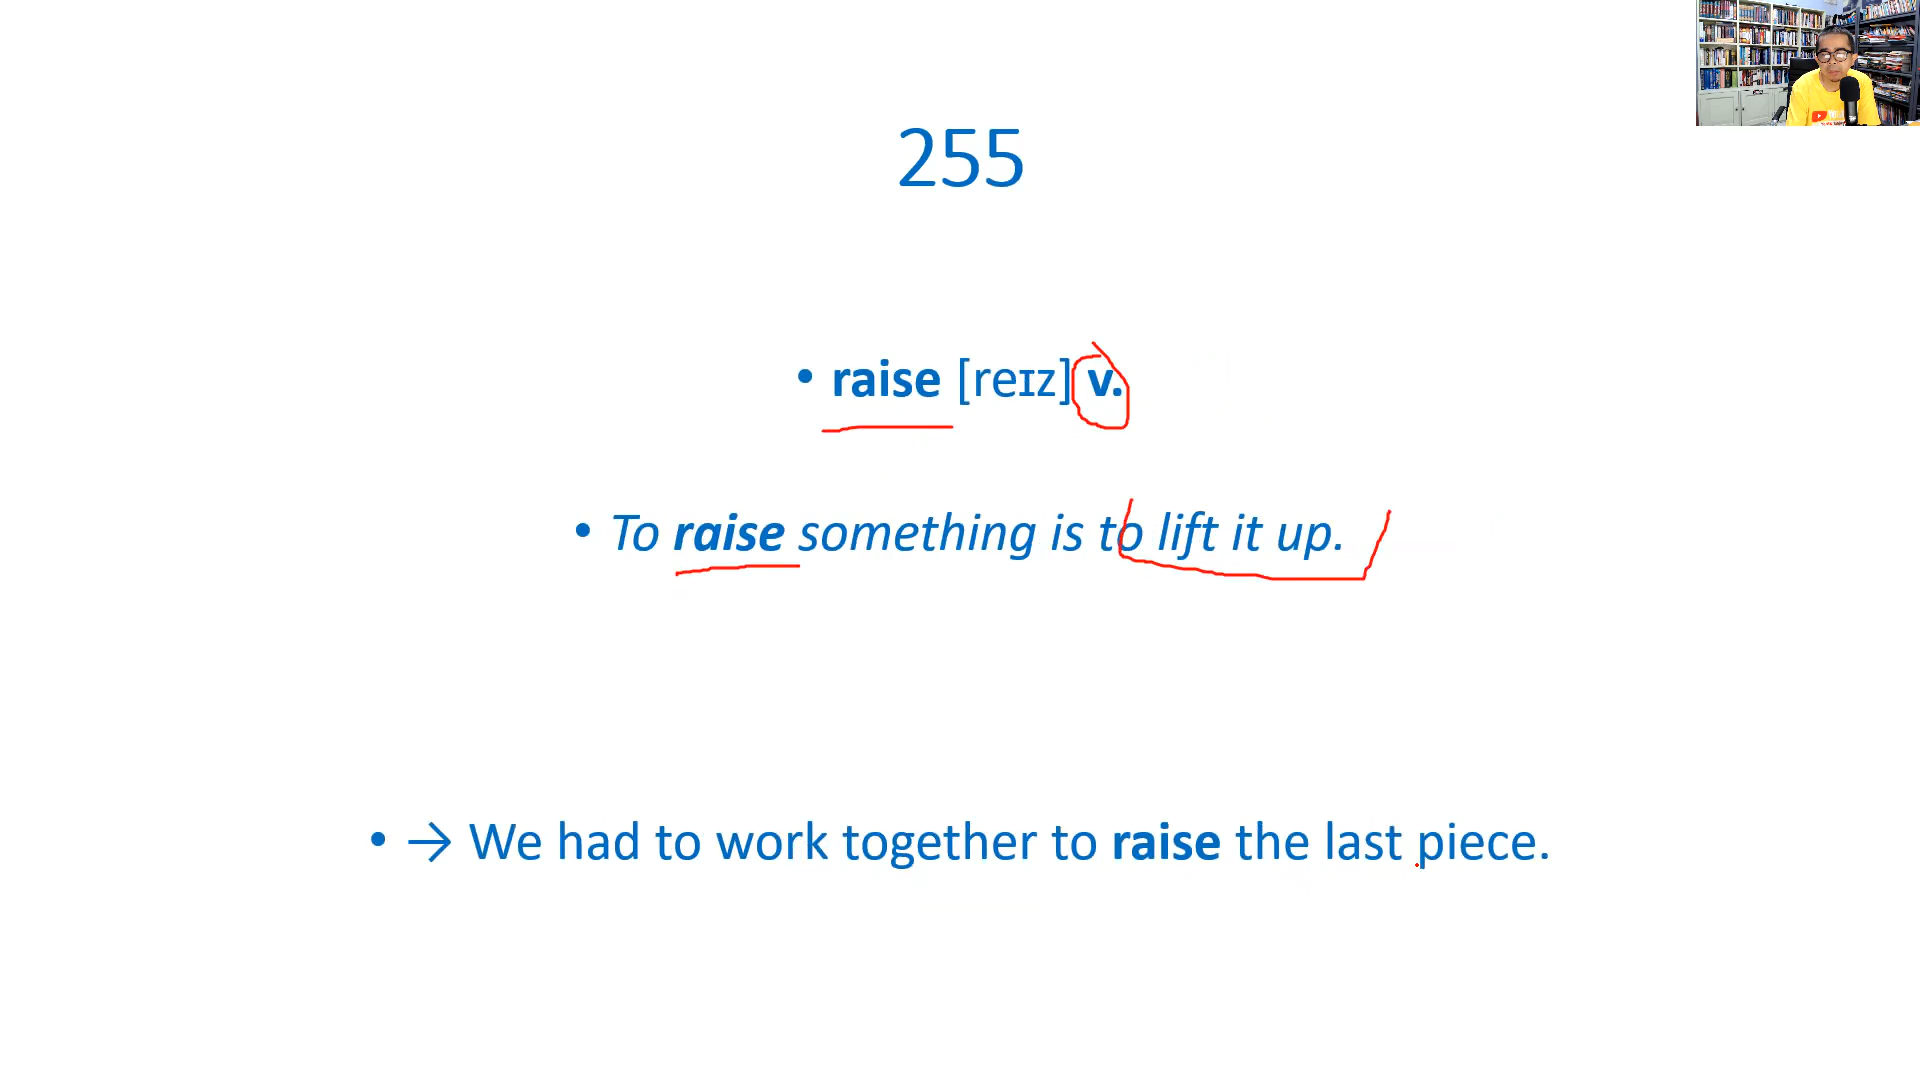 255
• raise [reɪz] v.
• To raise something is to lift it up.
• → We had to work together to raise the last piece.